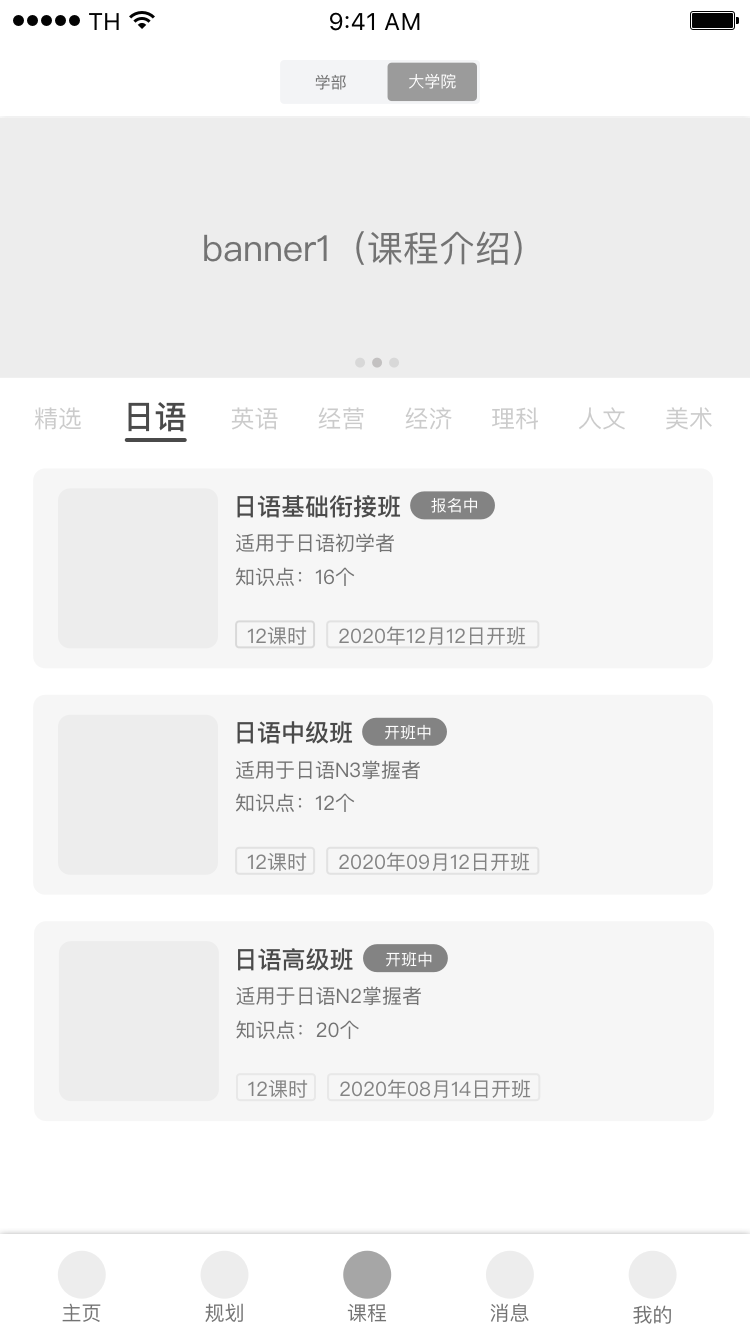 TH 9:41 AM
学部 大学院
banner1（课程介绍）
精选 日语 英语 经营 经济 理科 人文 美术
日语基础衔接班 报名中
适用于日语初学者
知识点：16个
12课时 2020年12月12日开班
日语中级班 开班中
适用于日语N3掌握者
知识点：12个
12课时 2020年09月12日开班
日语高级班 开班中
适用于日语N2掌握者
知识点：20个
12课时 2020年08月14日开班
主页 规划 课程 消息 我的